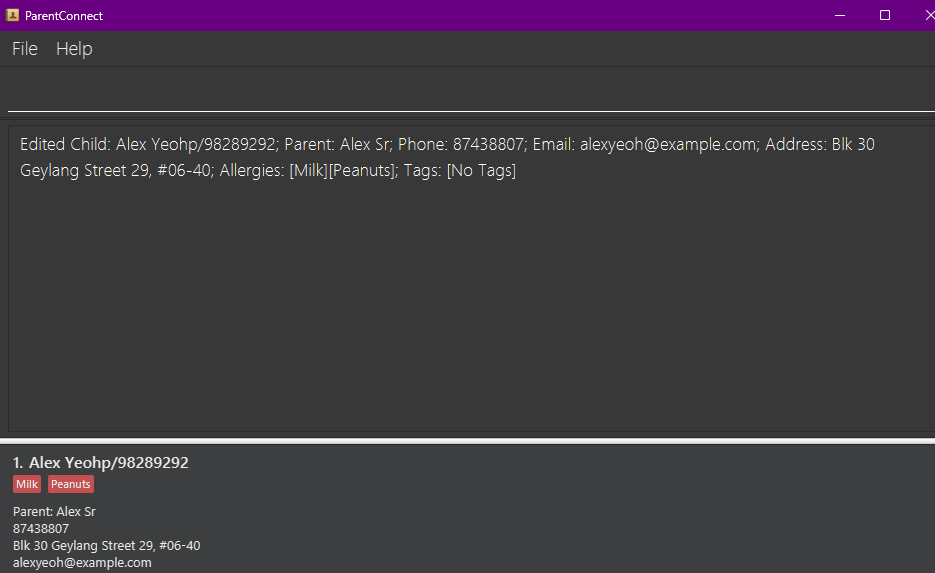 ParentConnect
File Help
Edited Child: Alex Yeohp/98289292; Parent: Alex Sr; Phone: 87438807; Email: alexyeoh@example.com; Address: Blk 30
Geylang Street 29, #06-40; Allergies: [Milk][Peanuts]; Tags: [No Tags]
1. Alex Yeohp/98289292
Milk Peanuts
Parent: Alex Sr
87438807
Blk 30 Geylang Street 29, #06-40
alexyeoh@example.com